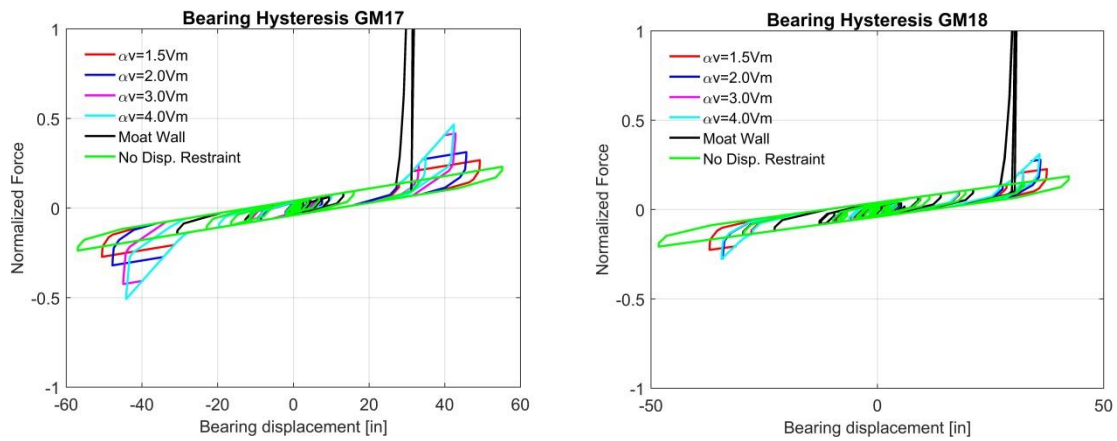 Bearing Hysteresis GM17
1
0.5
0
-0.5
-1
Normalized Force
αv=1.5Vm
αv=2.0Vm
αv=3.0Vm
αv=4.0Vm
Moat Wall
No Disp. Restraint
-60 -40 -20 0 20 40 60
Bearing displacement [in]
Bearing Hysteresis GM18
1
0.5
0
-0.5
-1
Normalized Force
αv=1.5Vm
αv=2.0Vm
αv=3.0Vm
αv=4.0Vm
Moat Wall
No Disp. Restraint
-50 0 50
Bearing displacement [in]